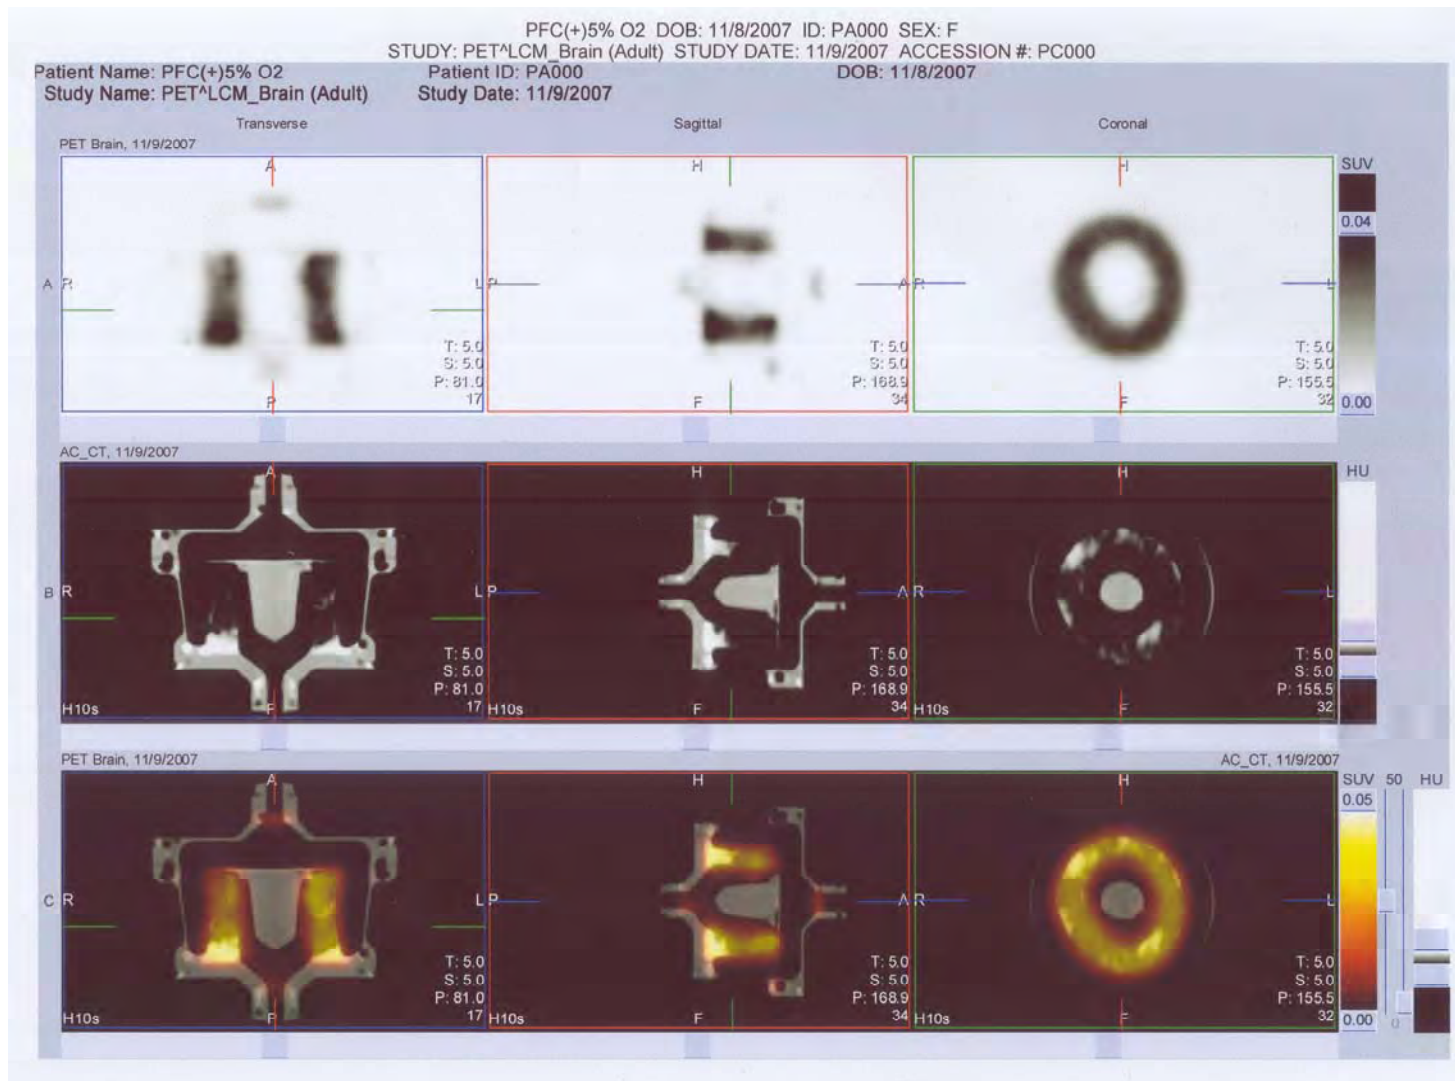 PFC(+)5% O2 DOB: 11/8/2007 ID: PA000 SEX: F
STUDY: PET^LCM_Brain (Adult) STUDY DATE: 11/9/2007 ACCESSION #: PC000
Patient Name: PFC(+)5% O2 Patient ID: PA000 DOB: 11/8/2007
Study Name: PET^LCM_Brain (Adult) Study Date: 11/9/2007
Transverse Sagittal Coronal
PET Brain, 11/9/2007
A H H SUV
0.04
A R L P A R L
T: 5.0 T: 5.0 T: 5.0
S: 5.0 S: 5.0 S: 5.0
P: 81.0 P: 168.9 P: 155.5
P 17 F 34 F 32 0.00
AC_CT, 11/9/2007
A H H HU
B R L P A R L
T: 5.0 T: 5.0 T: 5.0
S: 5.0 S: 5.0 S: 5.0
P: 81.0 P: 168.9 P: 155.5
H10s 17 F 34 H10s F 32
PET Brain, 11/9/2007 AC_CT, 11/9/2007
A H H SUV 50 HU
0.05
C R L P A R L
T: 5.0 T: 5.0 T: 5.0
S: 5.0 S: 5.0 S: 5.0
P: 81.0 P: 168.9 P: 155.5
H10s P 17 F 34 H10s F 32 0.00 0